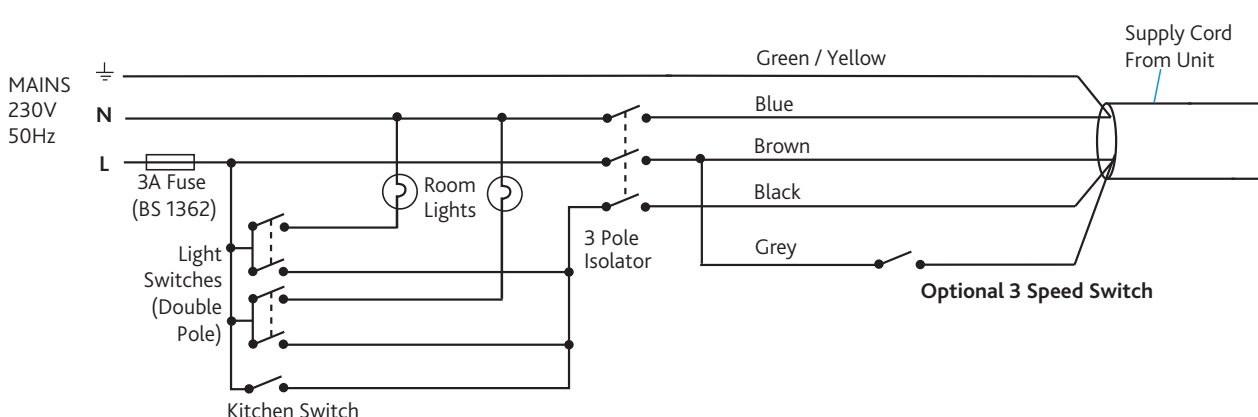 Supply Cord
From Unit
Green / Yellow
MAINS
230V
50Hz
N
Blue
L
Brown
3A Fuse
(BS 1362)
Room
Lights
Black
Light
Switches
(Double
Pole)
3 Pole
Isolator
Grey
Optional 3 Speed Switch
Kitchen Switch